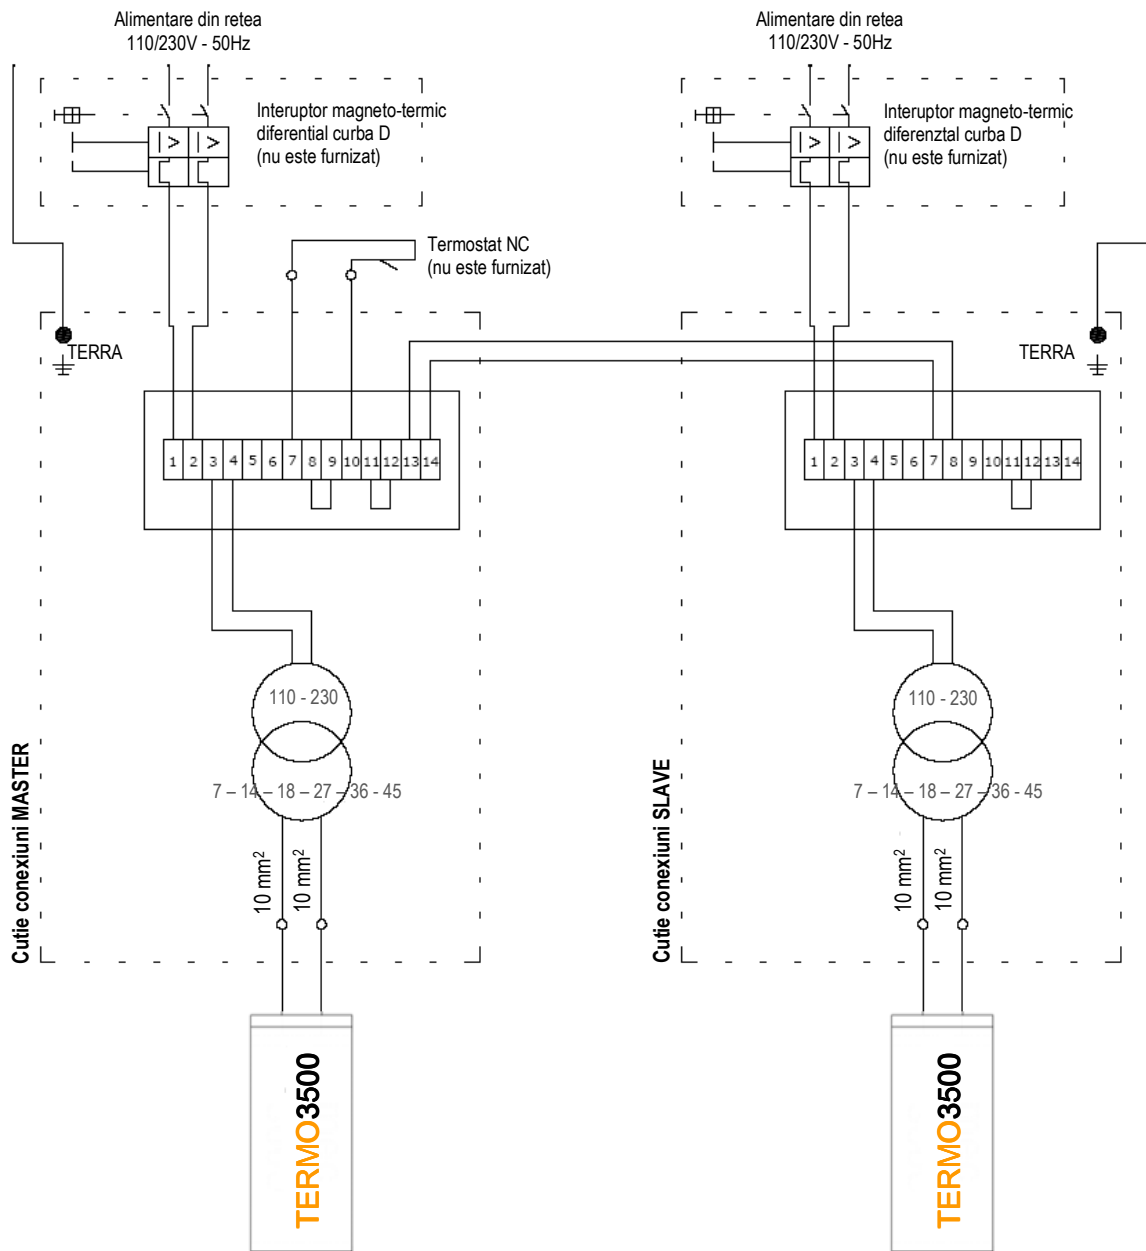 Alimentare din retea
110/230V - 50Hz
Interuptor magneto-termic
diferential curba D
(nu este furnizat)
Termostat NC
(nu este furnizat)
TERRA
1 2 3 4 5 6 7 8 9 10 11 12 13 14
110 - 230
7 – 14 – 18 – 27 – 36 - 45
10 mm²
10 mm²
Cutie conexiuni MASTER
TERMO3500
Alimentare din retea
110/230V - 50Hz
Interuptor magneto-termic
diferenztal curba D
(nu este furnizat)
TERRA
1 2 3 4 5 6 7 8 9 10 11 12 13 14
110 - 230
7 – 14 – 18 – 27 – 36 - 45
10 mm²
10 mm²
Cutie conexiuni SLAVE
TERMO3500